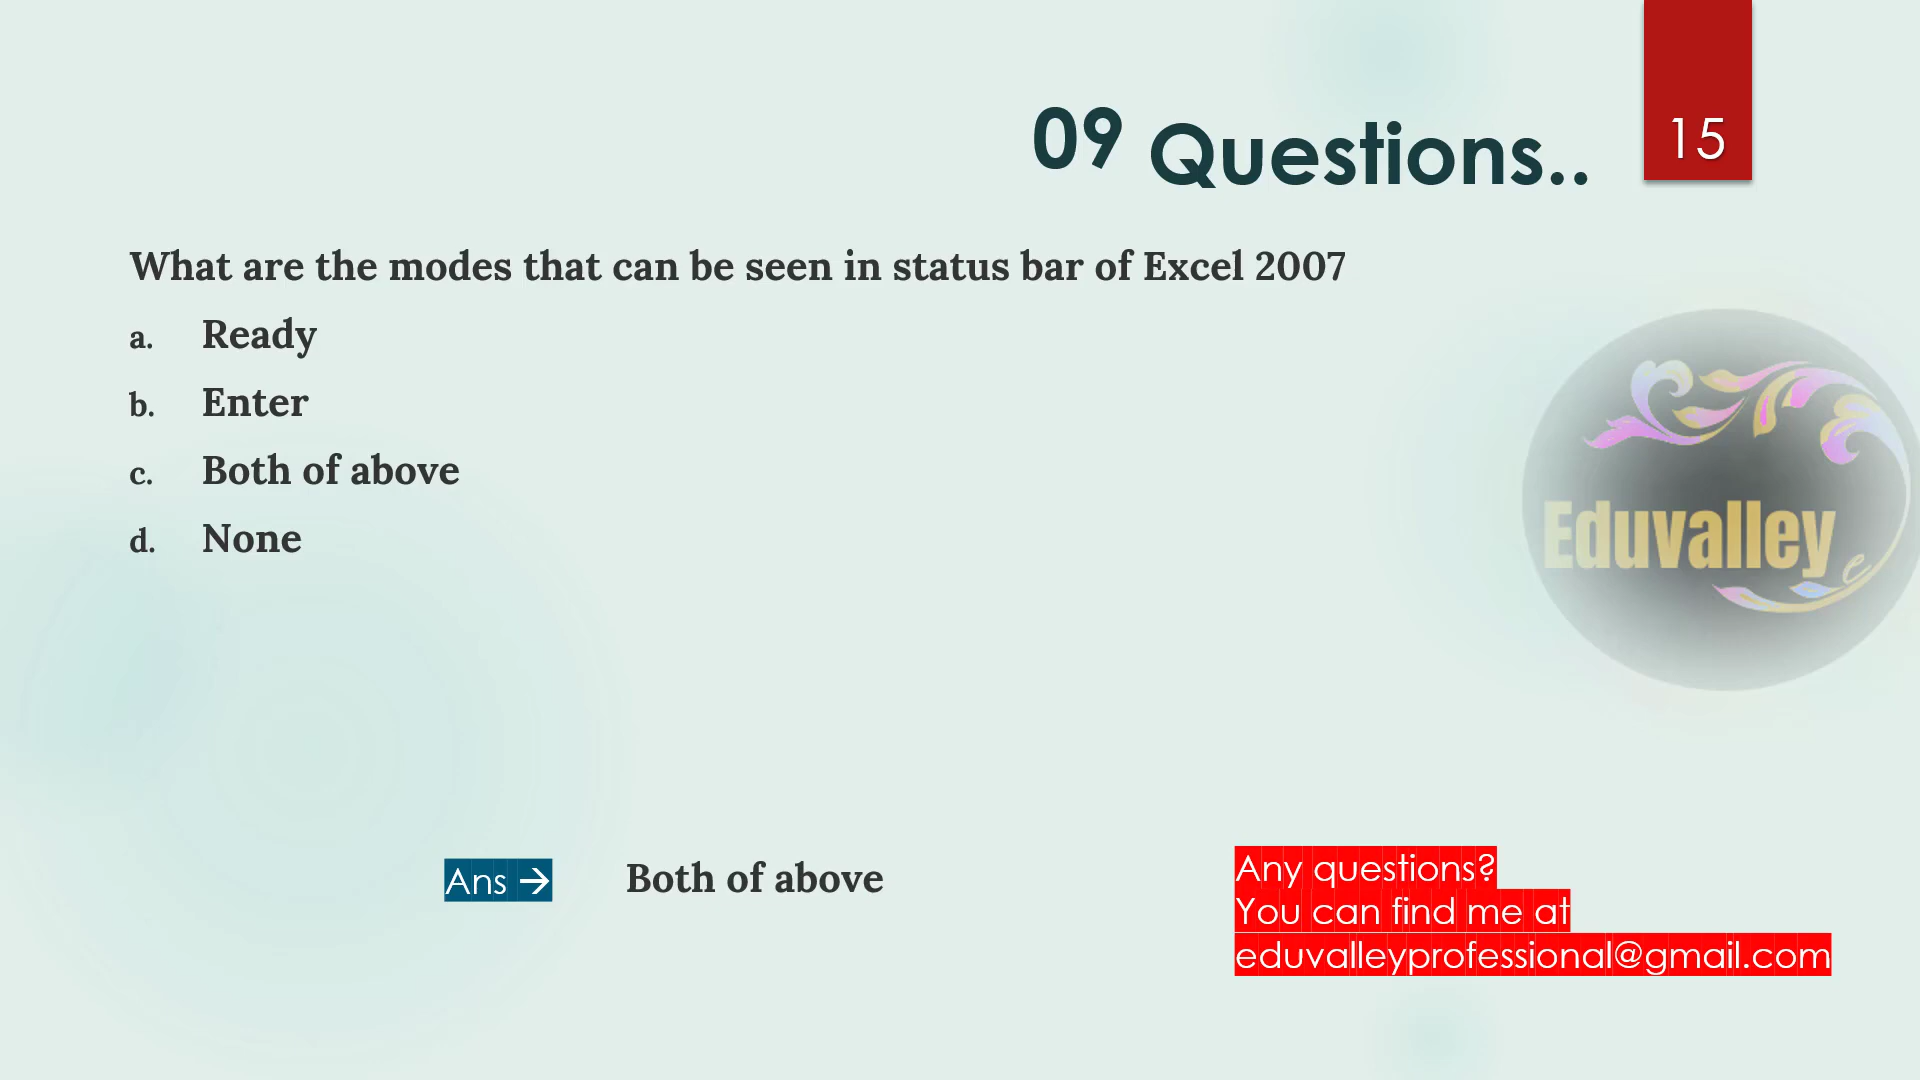 09 Questions..
15
What are the modes that can be seen in status bar of Excel 2007
a. Ready
b. Enter
c. Both of above
d. None
Eduvalley
e
Ans → Both of above
Any questions?
You can find me at
eduvalleyprofessional@gmail.com